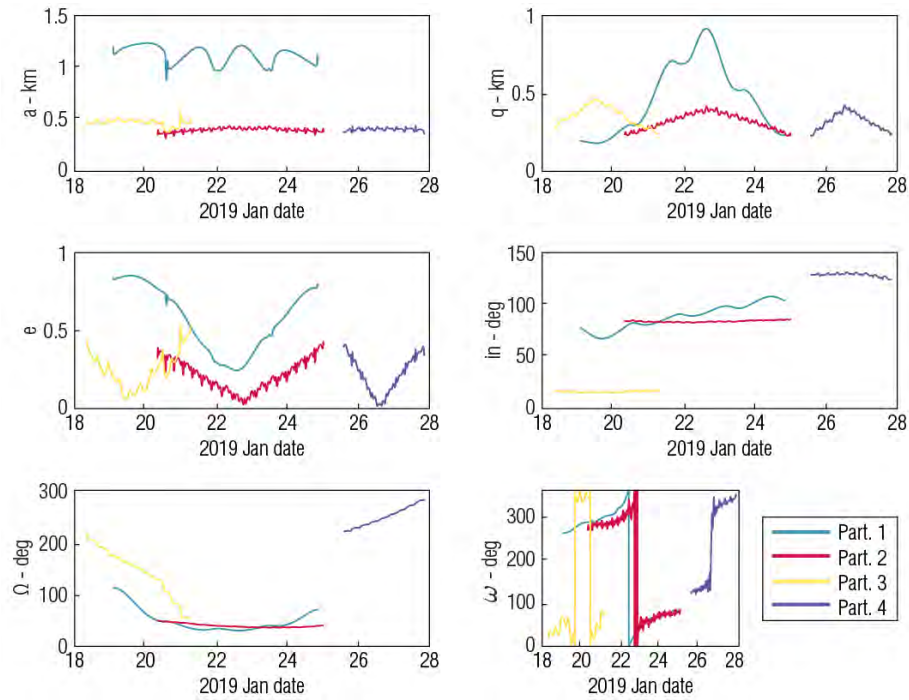 1.5
1
0.5
0
a - km
18 20 22 24 26 28
2019 Jan date
1
0.5
0
q - km
18 20 22 24 26 28
2019 Jan date
1
0.5
0
e
18 20 22 24 26 28
2019 Jan date
150
100
50
0
in - deg
18 20 22 24 26 28
2019 Jan date
300
200
100
0
Ω - deg
18 20 22 24 26 28
2019 Jan date
300
200
100
0
ω - deg
18 20 22 24 26 28
2019 Jan date
Part. 1
Part. 2
Part. 3
Part. 4